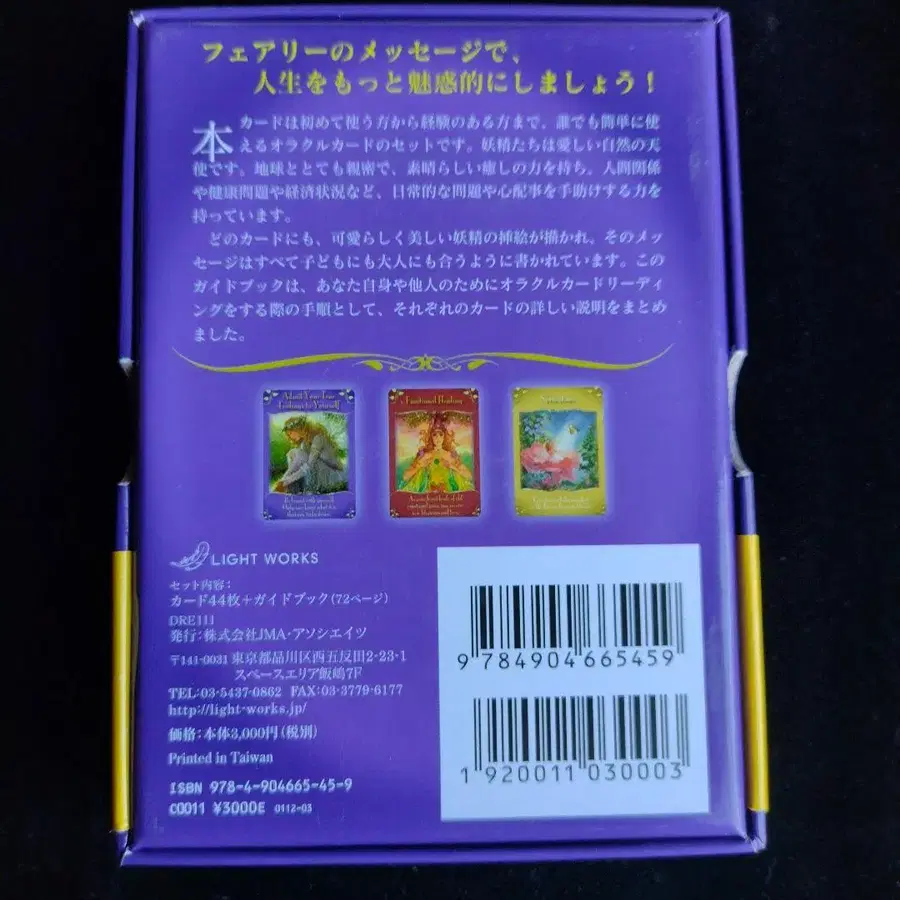 フェアリーのメッセージで、
人生をもっと魅惑的にしましょう！
本カードは初めて使う方から経験のある方まで、誰でも簡単に使
えるオラクルカードのセットです。妖精たちは愛しい自然の天
使です。地球ととても親密で、素晴らしい癒しの力を持ち、人間関係
や健康問題や経済状況など、日常的な問題や心配事を手助けする力を
持っています。
どのカードにも、可愛らしく美しい妖精の挿絵が描かれ、そのメッ
セージはすべて子どもにも大人にも合うように書かれています。この
ガイドブックは、あなた自身や他人のためにオラクルカードリーディ
ングをする際の手順として、それぞれのカードの詳しい説明をまとめ
ました。
Admit Your True
Feelings to Yourself
Emotional Healing
LIGHT WORKS
セット内容：
カード44枚＋ガイドブック（72ページ）
DRE111
発行：株式会社JMA・アソシエイツ
〒141-0031 東京都品川区西五反田2-23-1
スペースエリア飯嶋7F
TEL:03-5437-0862 FAX:03-3779-6177
http://light-works.jp/
価格：本体3,000円（税別）
Printed in Taiwan
ISBN 978-4-904665-45-9
C0011 ¥3000E 0112-03
9 784904 665459
1 920011 030003